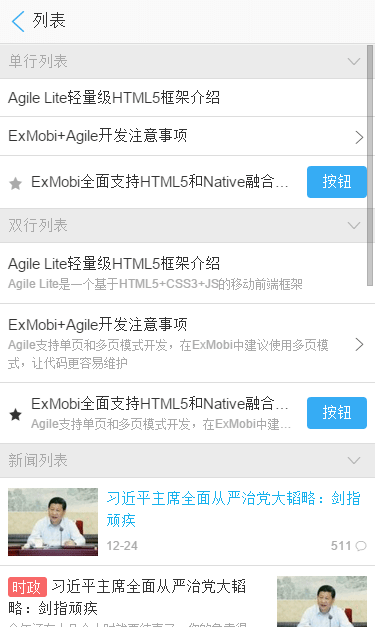 列表
单行列表
Agile Lite轻量级HTML5框架介绍
ExMobi+Agile开发注意事项
ExMobi全面支持HTML5和Native融合... 按钮
双行列表
Agile Lite轻量级HTML5框架介绍
Agile Lite是一个基于HTML5+CSS3+JS的移动前端框架
ExMobi+Agile开发注意事项
Agile支持单页和多页模式开发，在ExMobi中建议使用多页模
式，让代码更容易维护
ExMobi全面支持HTML5和Native融合... 按钮
Agile支持单页和多页模式开发，在ExMobi中建...
新闻列表
习近平主席全面从严治党大韬略：剑指
顽疾
12-24 511
时政 习近平主席全面从严治党大韬
略：剑指顽疾